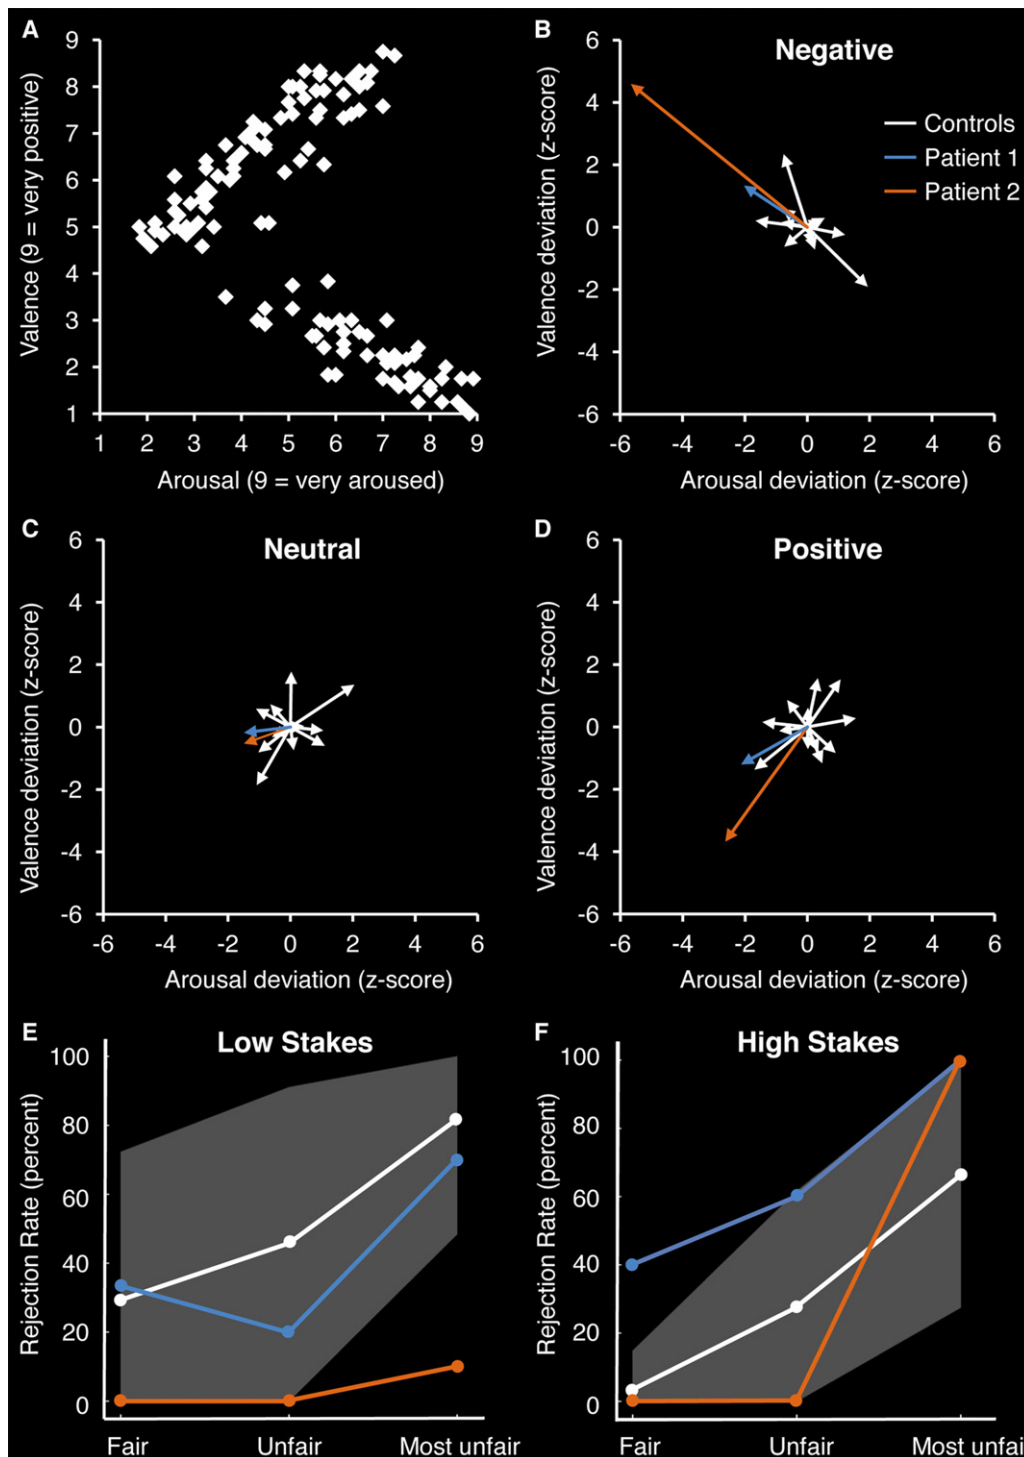 A
Valence (9 = very positive)
9
8
7
6
5
4
3
2
1
1 2 3 4 5 6 7 8 9
Arousal (9 = very aroused)
B
Negative
Valence deviation (z-score)
6
4
2
0
-2
-4
-6
-6 -4 -2 0 2 4 6
Arousal deviation (z-score)
Controls
Patient 1
Patient 2
C
Neutral
Valence deviation (z-score)
6
4
2
0
-2
-4
-6
-6 -4 -2 0 2 4 6
Arousal deviation (z-score)
D
Positive
Valence deviation (z-score)
6
4
2
0
-2
-4
-6
-6 -4 -2 0 2 4 6
Arousal deviation (z-score)
E
Low Stakes
Rejection Rate (percent)
100
80
60
40
20
0
Fair Unfair Most unfair
F
High Stakes
Rejection Rate (percent)
100
80
60
40
20
0
Fair Unfair Most unfai